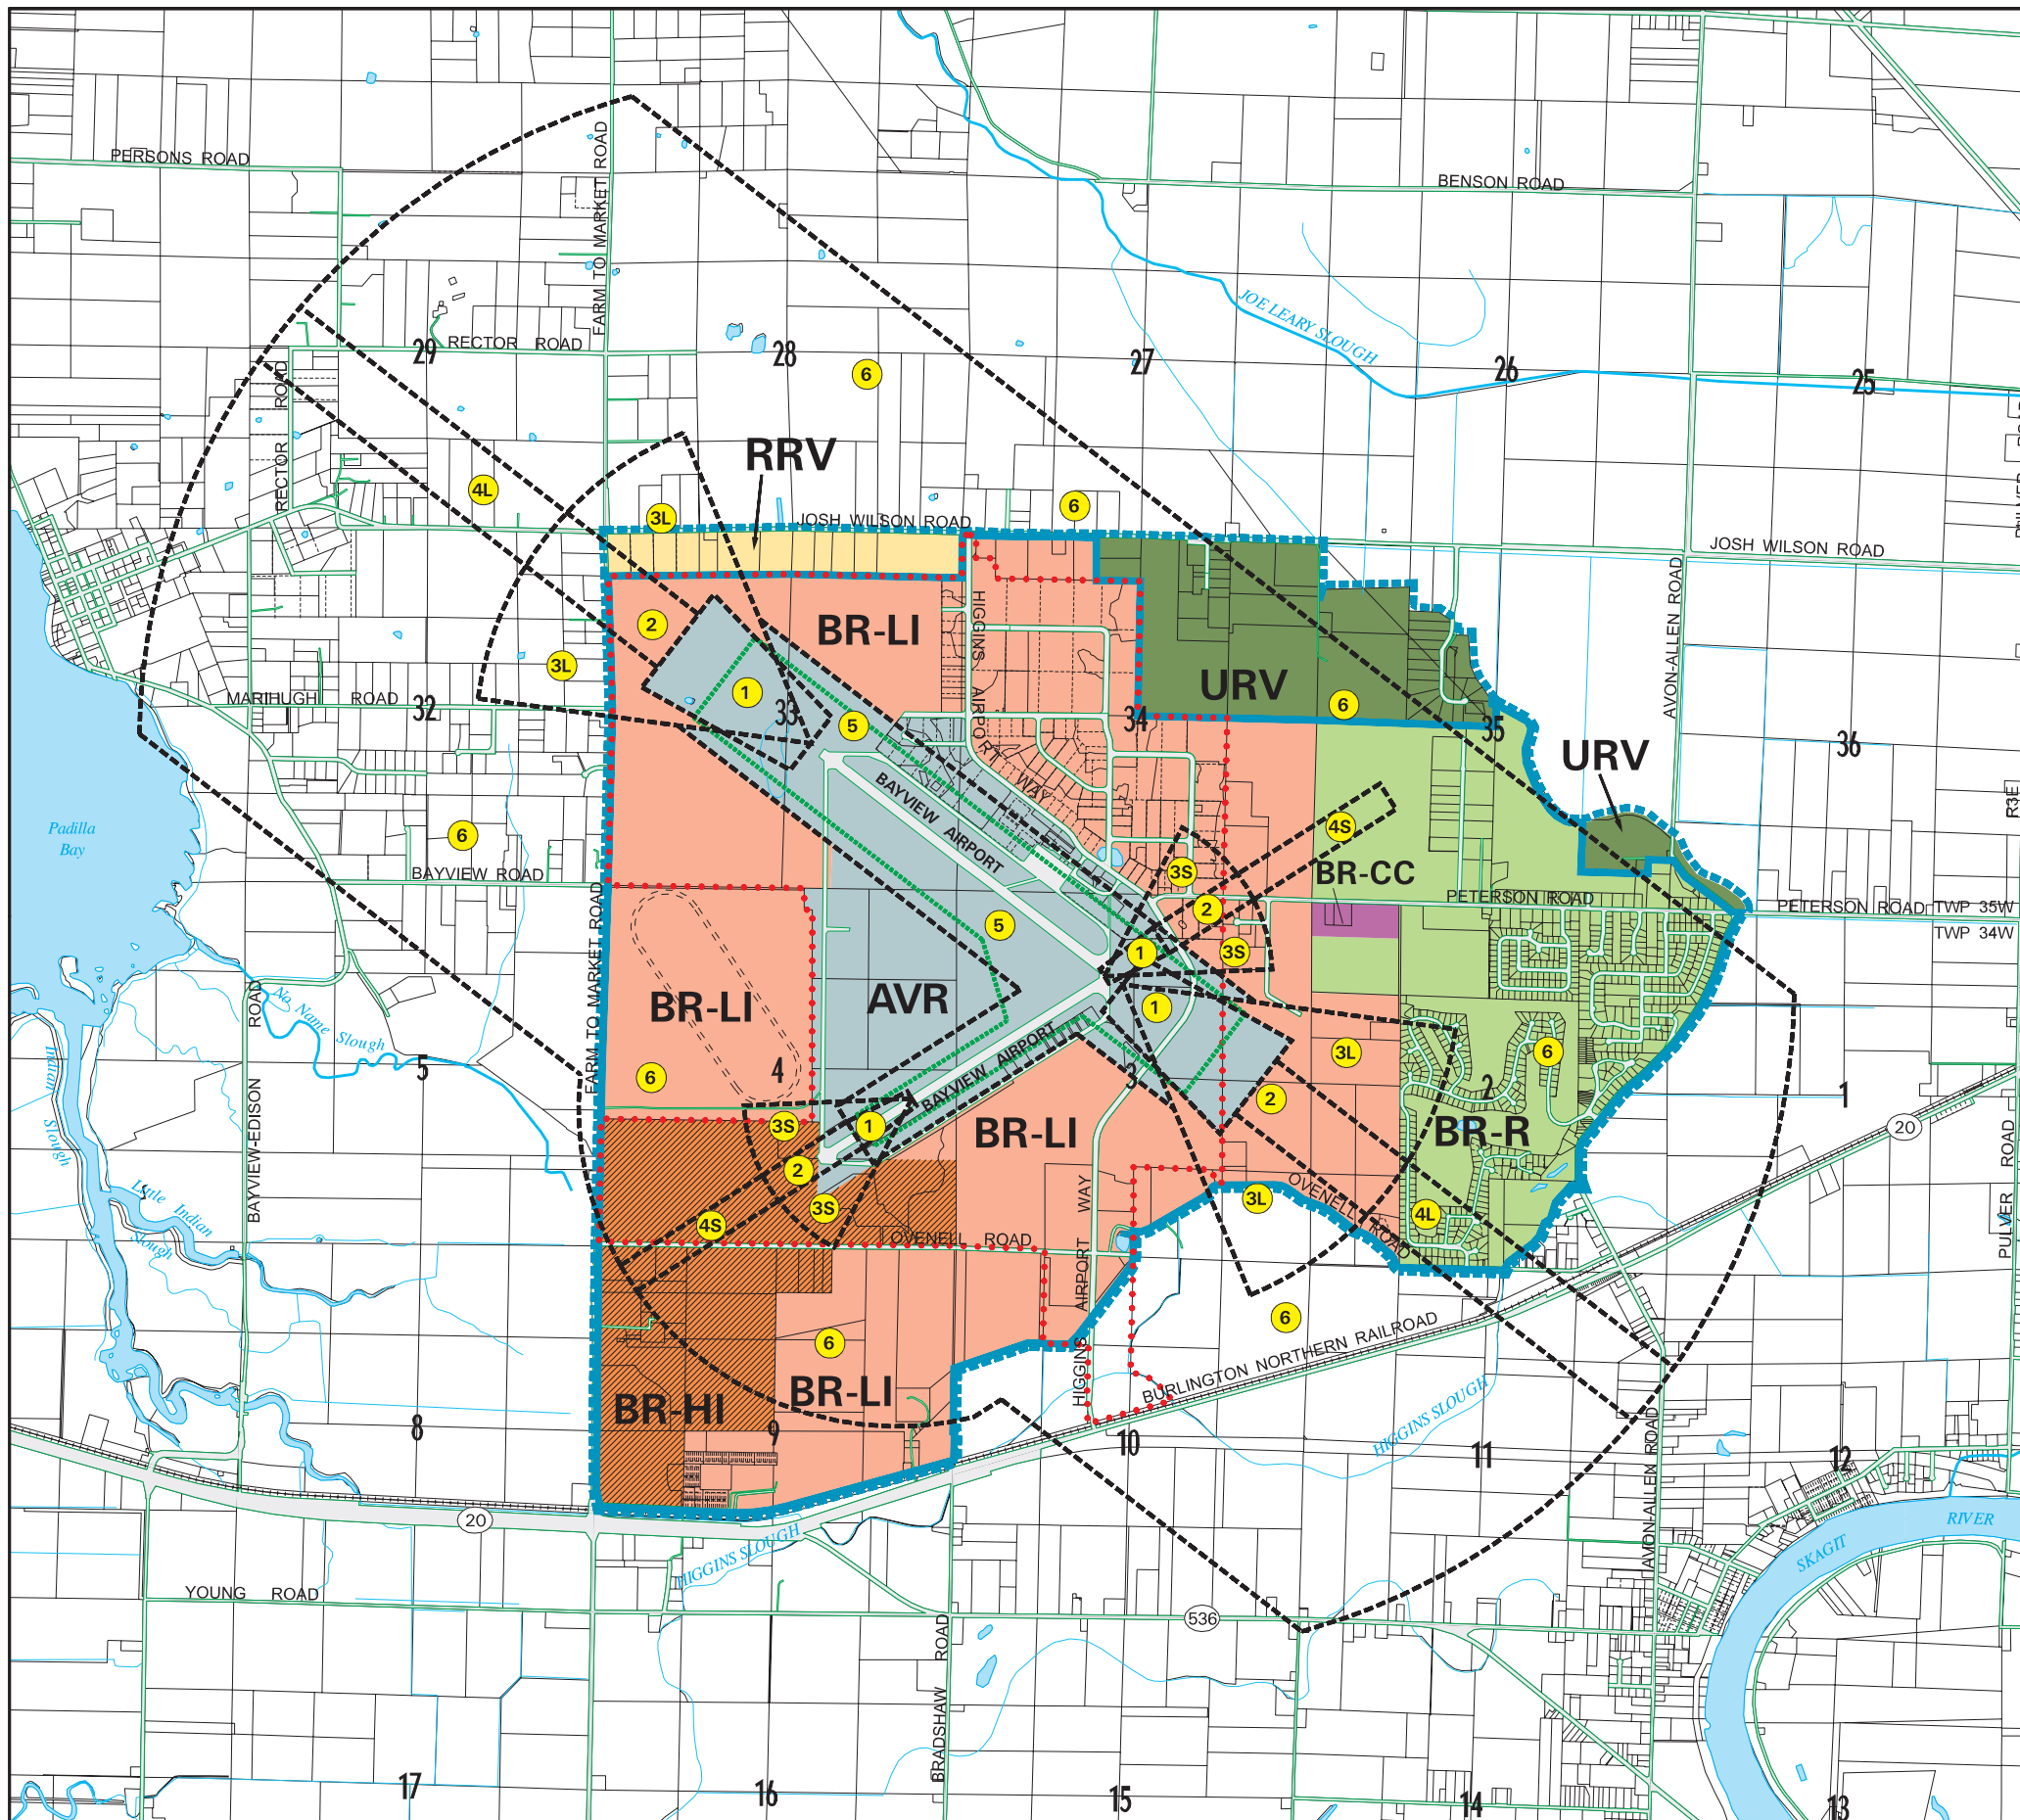 PERSONS ROAD
FARM TO MARKET ROAD
BENSON ROAD
JOE LEARY SLOUGH
29
RECTOR ROAD
28
27
26
25
6
RECTOR ROAD
RRV
4L
3L
JOSH WILSON ROAD
6
JOSH WILSON ROAD
AVON-ALLEN ROAD
2
BR-LI
HIGGINS AIRPORT WAY
3L
1
URV
6
MARIHUGH ROAD
32
33
5
34
35
36
URV
BAYVIEW AIRPORT
R3E
Padilla
Bay
6
4S
BAYVIEW ROAD
3S
BR-CC
PETERSON ROAD
PETERSON ROAD
TWP 35W
TWP 34W
FARM TO MARKET ROAD
5
2
1
3S
BR-LI
AVR
1
No Name Slough
BAYVIEW-EDISON ROAD
Indian Slough
5
6
4
BAYVIEW AIRPORT
3
3L
6
2
2
1
3S
1
BR-LI
BR-R
20
Little Indian
Slough
2
3S
4S
OVENELL ROAD
3L
OVENELL ROAD
4L
HIGGINS AIRPORT WAY
PULVER ROAD
6
6
BURLINGTON NORTHERN RAILROAD
BR-HI
BR-LI
HIGGINS SLOUGH
8
9
10
11
12
AVON-ALLEN ROAD
20
HIGGINS SLOUGH
SKAGIT RIVER
YOUNG ROAD
536
BRADSHAW ROAD
17
16
15
14
13